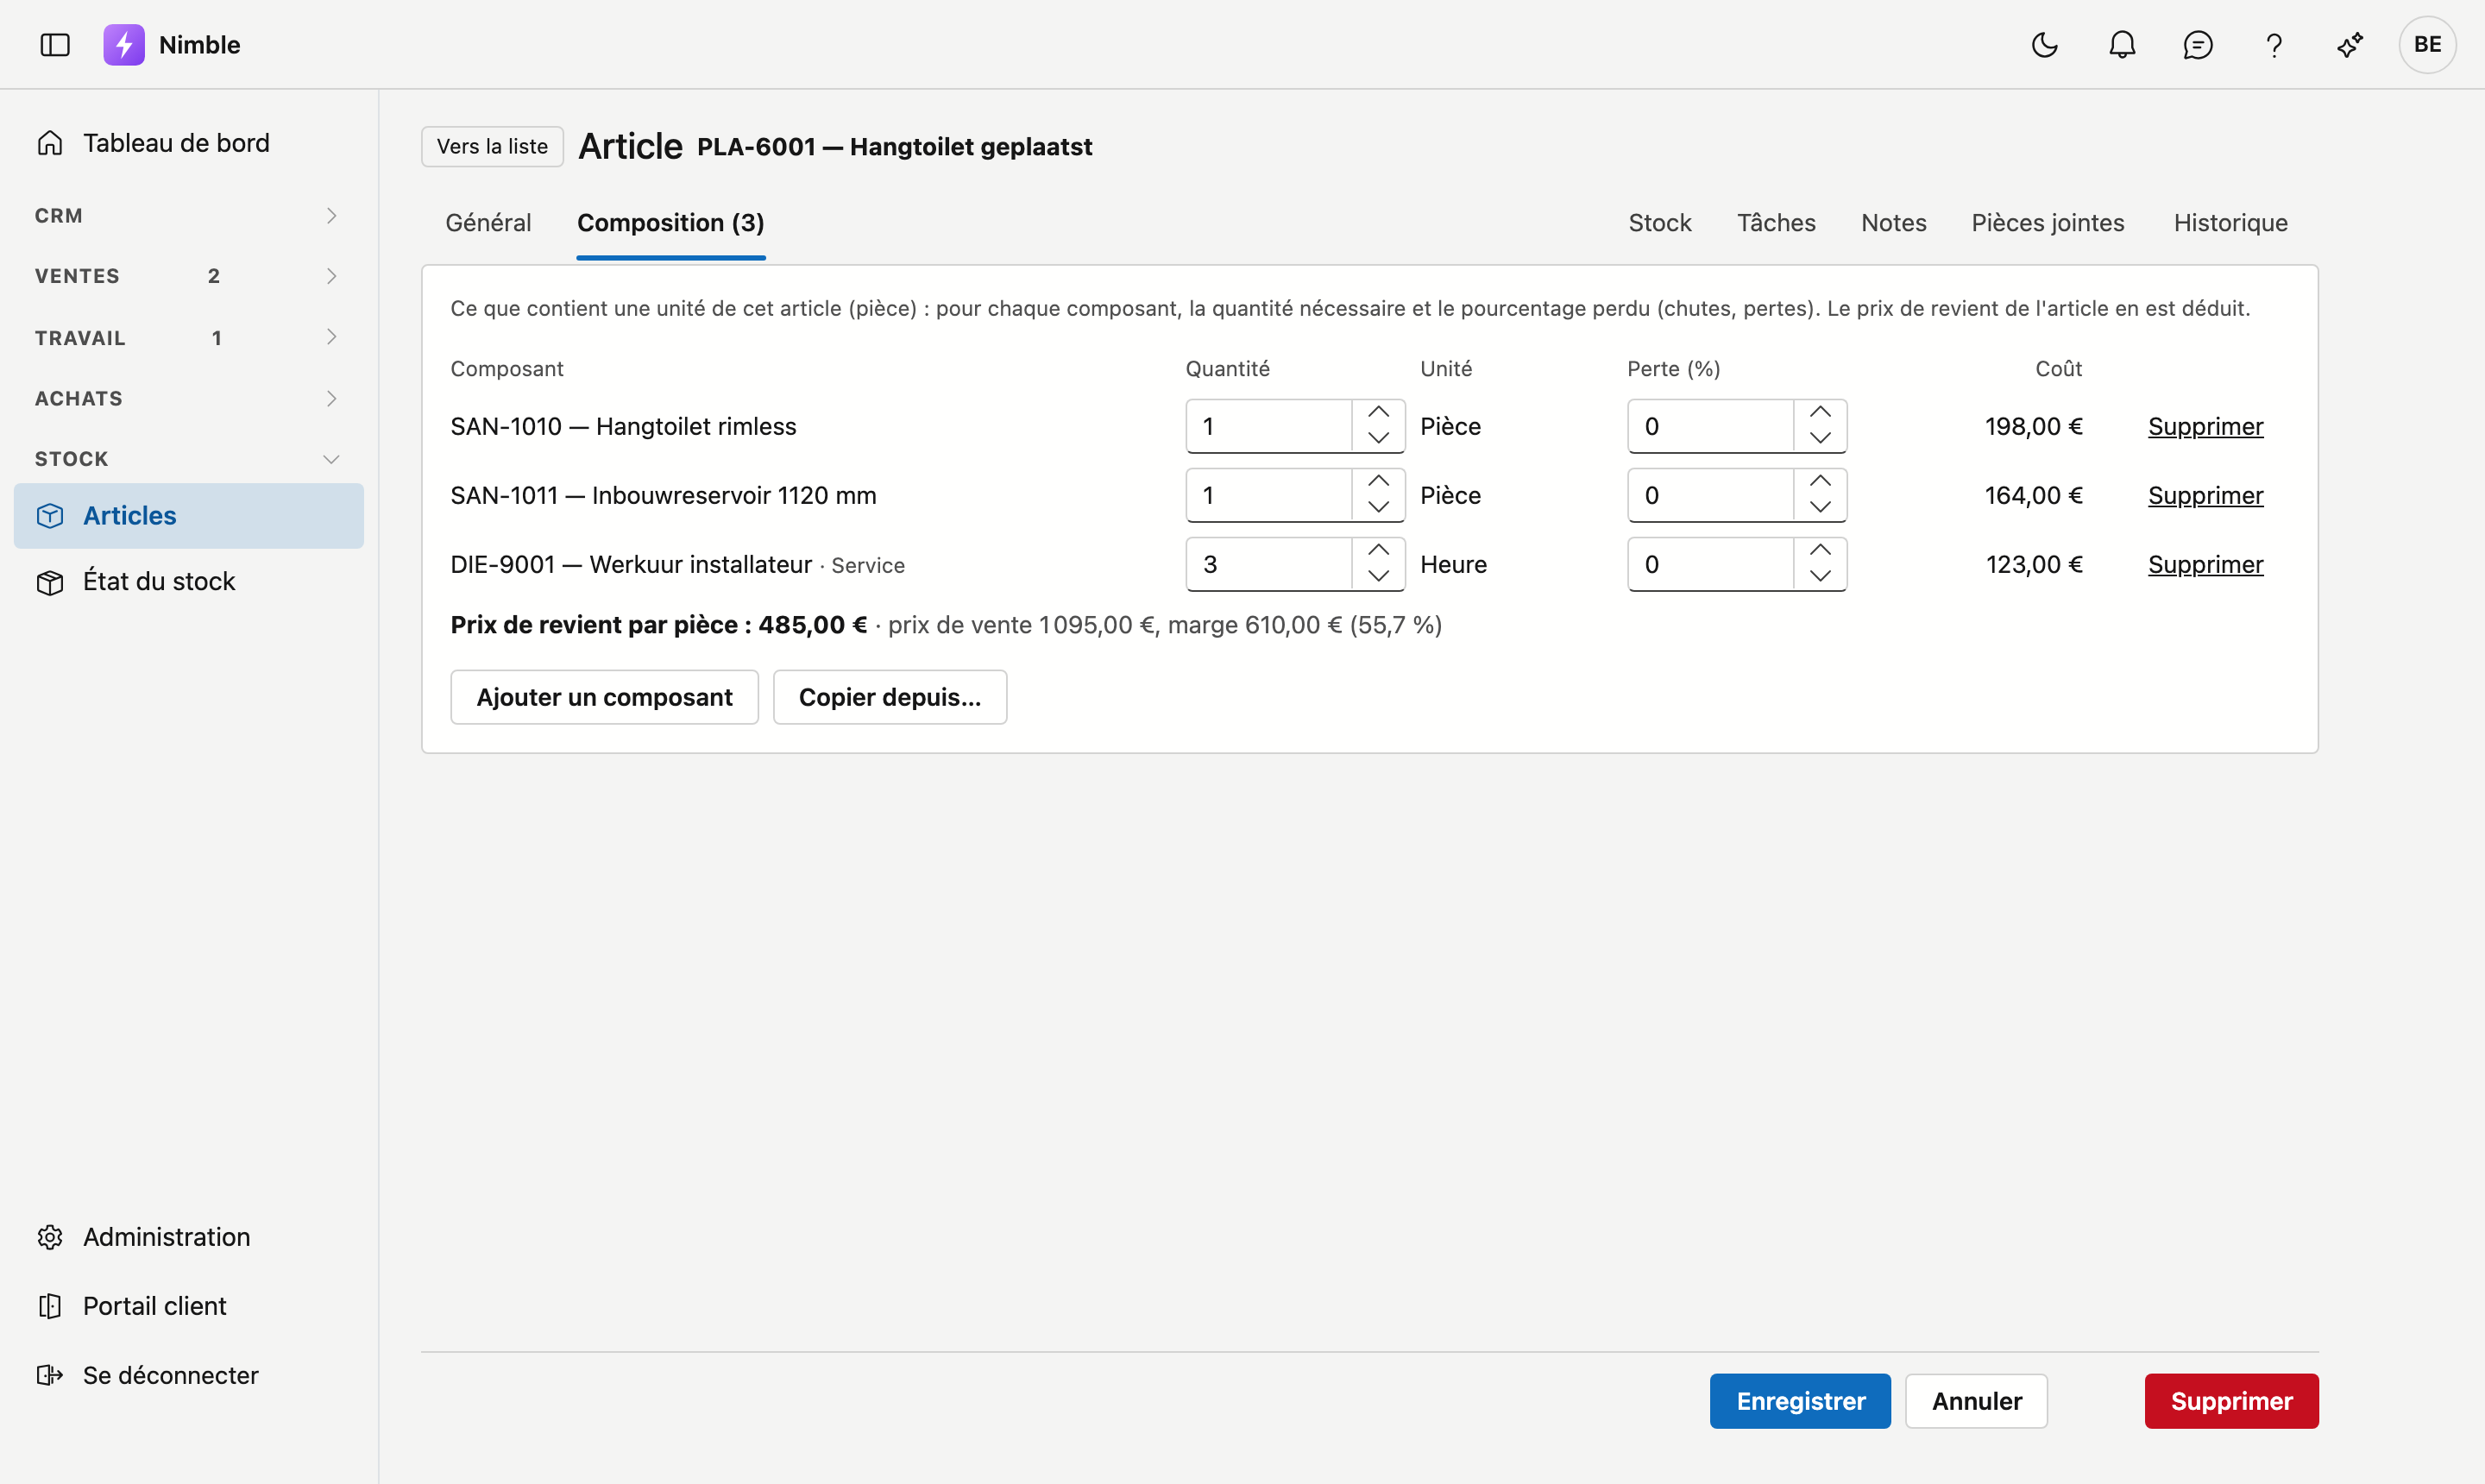 Nimble
BE
Tableau de bord
CRM
VENTES 2
TRAVAIL 1
ACHATS
STOCK
Articles
État du stock
Administration
Portail client
Se déconnecter
Vers la liste
Article PLA-6001 — Hangtoilet geplaatst
Général Composition (3) Stock Tâches Notes Pièces jointes Historique
Ce que contient une unité de cet article (pièce) : pour chaque composant, la quantité nécessaire et le pourcentage perdu (chutes, pertes). Le prix de revient de l'article en est déduit.
Composant Quantité Unité Perte (%) Coût
SAN-1010 — Hangtoilet rimless 1 Pièce 0 198,00 € Supprimer
SAN-1011 — Inbouwreservoir 1120 mm 1 Pièce 0 164,00 € Supprimer
DIE-9001 — Werkuur installateur · Service 3 Heure 0 123,00 € Supprimer
Prix de revient par pièce : 485,00 € · prix de vente 1 095,00 €, marge 610,00 € (55,7 %)
Ajouter un composant Copier depuis...
Enregistrer Annuler Supprimer